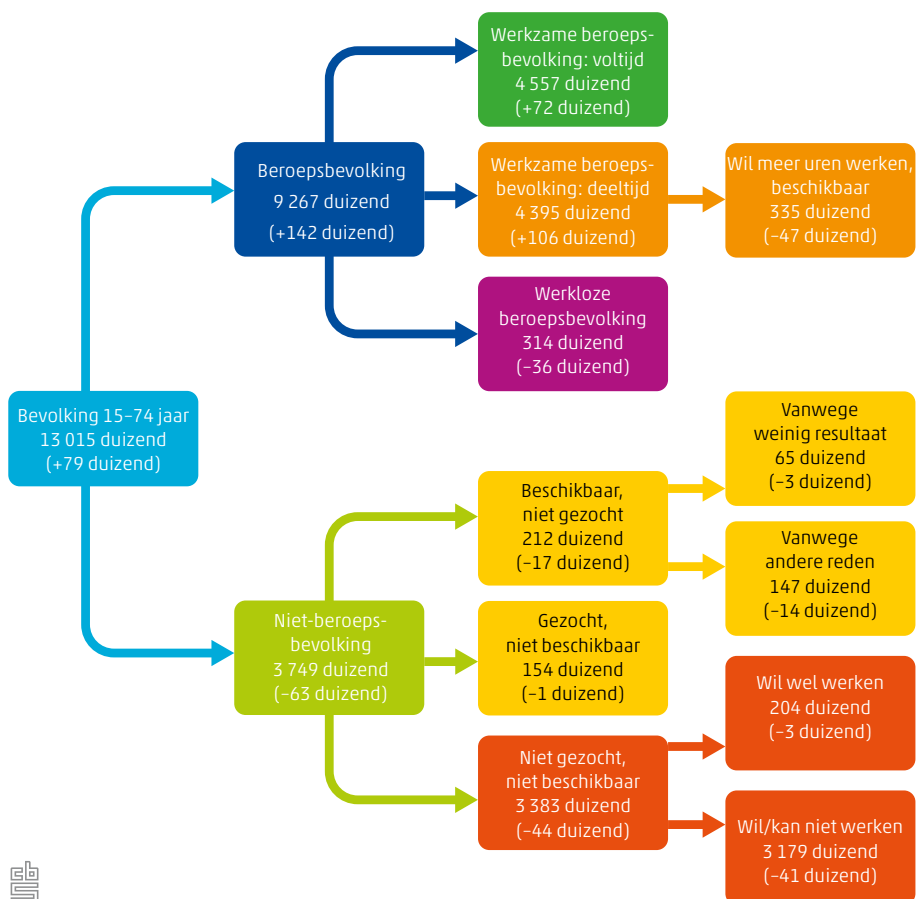 Werkzame beroeps-
bevolking: voltijd
4 557 duizend
(+72 duizend)
Beroepsbevolking
9 267 duizend
(+142 duizend)
Werkzame beroeps-
bevolking: deeltijd
4 395 duizend
(+106 duizend)
Wil meer uren werken,
beschikbaar
335 duizend
(–47 duizend)
Werkloze
beroepsbevolking
314 duizend
(–36 duizend)
Bevolking 15–74 jaar
13 015 duizend
(+79 duizend)
Vanwege
weinig resultaat
65 duizend
(–3 duizend)
Beschikbaar,
niet gezocht
212 duizend
(–17 duizend)
Vanwege
andere reden
147 duizend
(–14 duizend)
Niet-beroeps-
bevolking
3 749 duizend
(–63 duizend)
Gezocht,
niet beschikbaar
154 duizend
(–1 duizend)
Wil wel werken
204 duizend
(–3 duizend)
Niet gezocht,
niet beschikbaar
3 383 duizend
(–44 duizend)
Wil/kan niet werken
3 179 duizend
(–41 duizend)
cbs